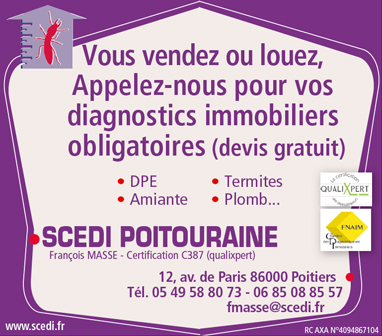 Vous vendez ou louez,
Appelez-nous pour vos
diagnostics immobiliers
obligatoires (devis gratuit)
• DPE
• Termites
• Amiante
• Plomb...
La certification
QUALIXPERT
FNAIM
SCEDI POITOURAINE
François MASSE - Certification C387 (qualixpert)
12, av. de Paris 86000 Poitiers
Tél. 05 49 58 80 73 - 06 85 08 85 57
fmasse@scedi.fr
www.scedi.fr
RC AXA N°4094867104